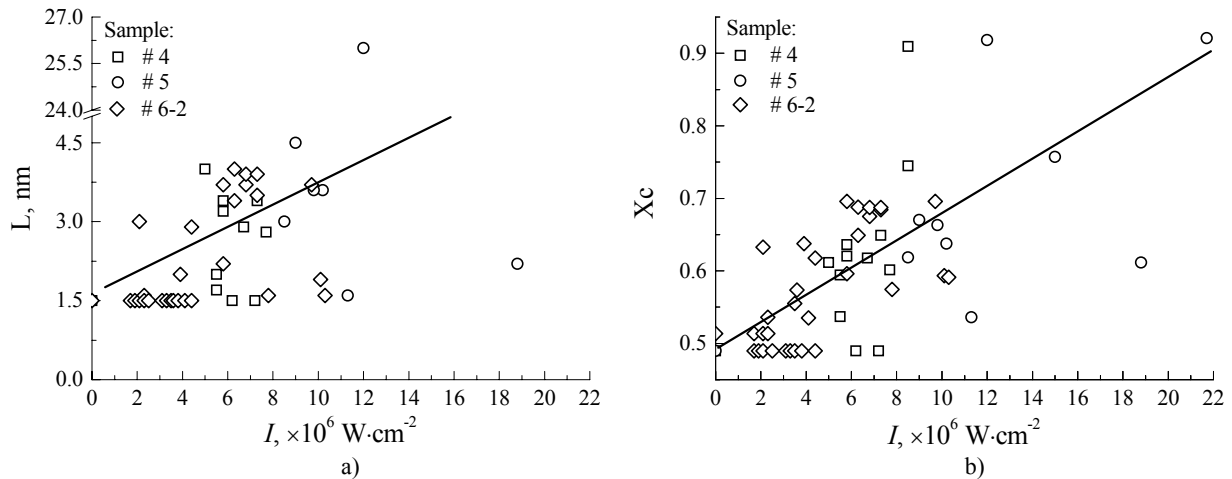 27.0
25.5
24.0
4.5
3.0
1.5
0.0
L, nm
Sample:
# 4
# 5
# 6-2
0 2 4 6 8 10 12 14 16 18 20 22
I, ×10⁶ W·cm⁻²
a)
0.9
0.8
0.7
0.6
0.5
Xc
Sample:
# 4
# 5
# 6-2
0 2 4 6 8 10 12 14 16 18 20 22
I, ×10⁶ W·cm⁻²
b)